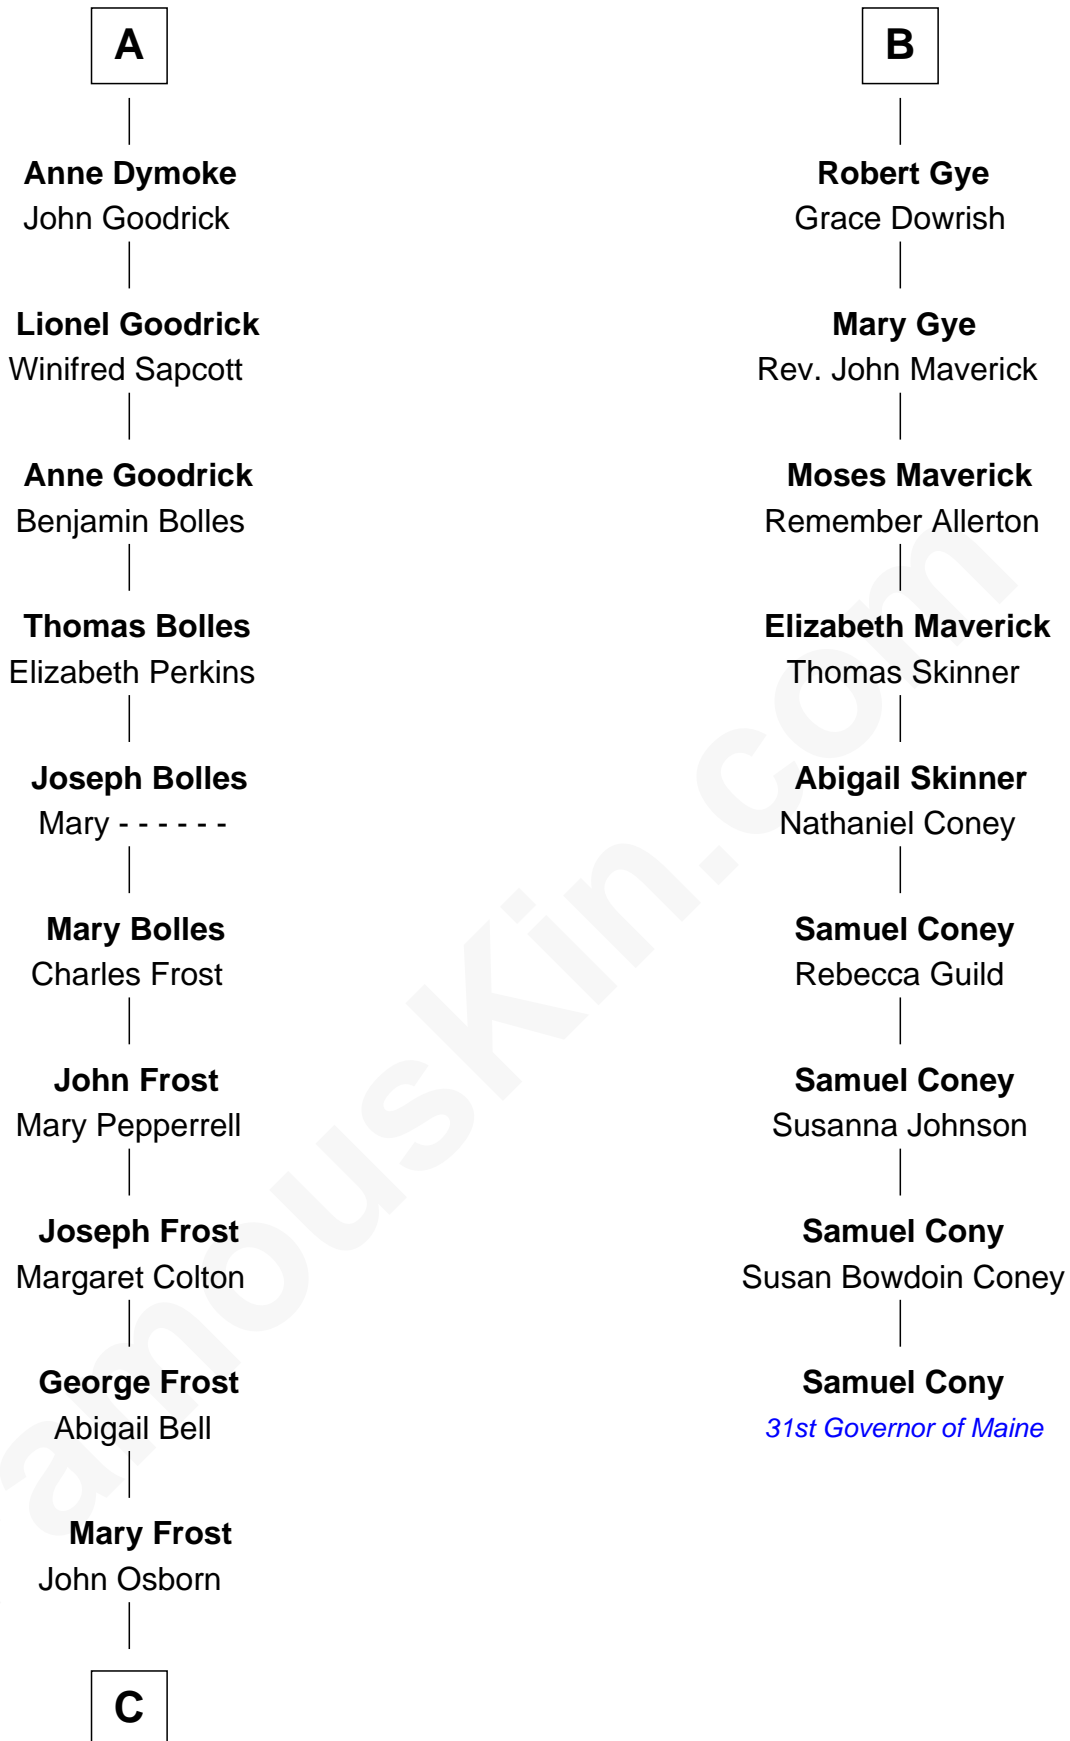 A
Anne Dymoke
John Goodrick
Lionel Goodrick
Winifred Sapcott
Anne Goodrick
Benjamin Bolles
Thomas Bolles
Elizabeth Perkins
Joseph Bolles
Mary - - - - - -
Mary Bolles
Charles Frost
John Frost
Mary Pepperrell
Joseph Frost
Margaret Colton
George Frost
Abigail Bell
Mary Frost
John Osborn
C
B
Robert Gye
Grace Dowrish
Mary Gye
Rev. John Maverick
Moses Maverick
Remember Allerton
Elizabeth Maverick
Thomas Skinner
Abigail Skinner
Nathaniel Coney
Samuel Coney
Rebecca Guild
Samuel Coney
Susanna Johnson
Samuel Cony
Susan Bowdoin Coney
Samuel Cony
31st Governor of Maine
amousKin.com